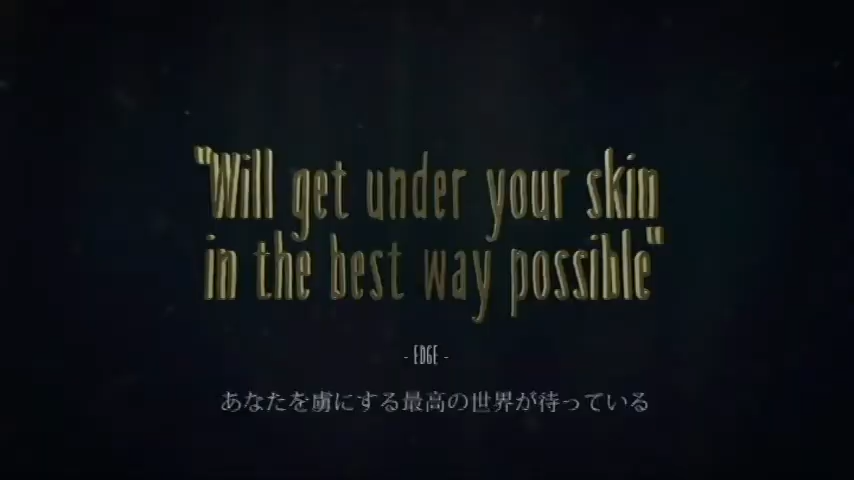 "Will get under your skin
in the best way possible"
- EDGE -
あなたを虜にする最高の世界が待っている